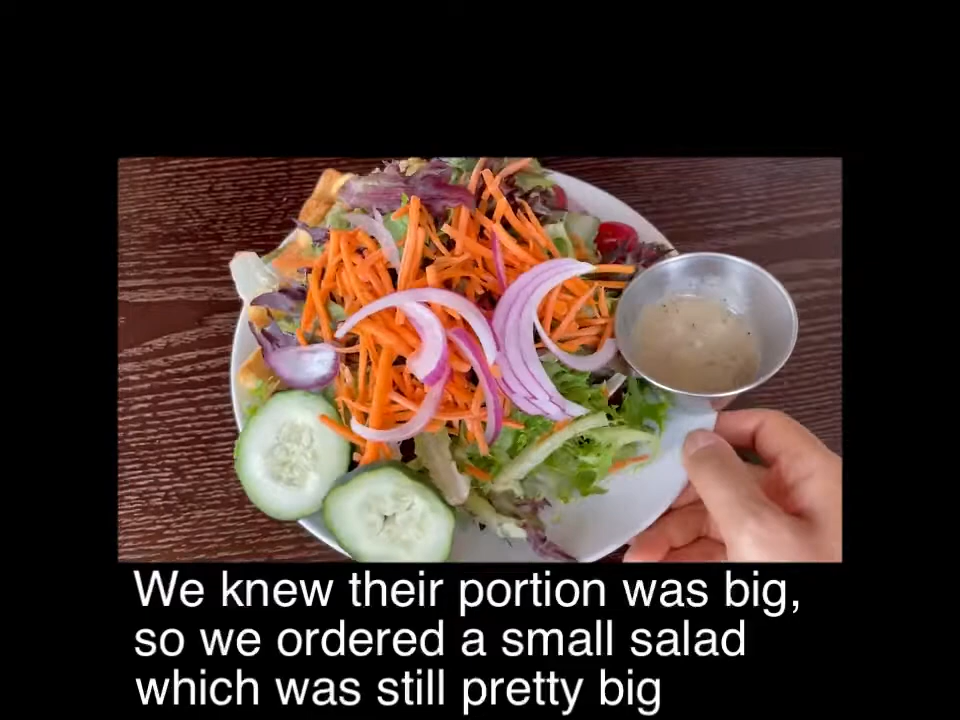 We knew their portion was big,
so we ordered a small salad
which was still pretty big